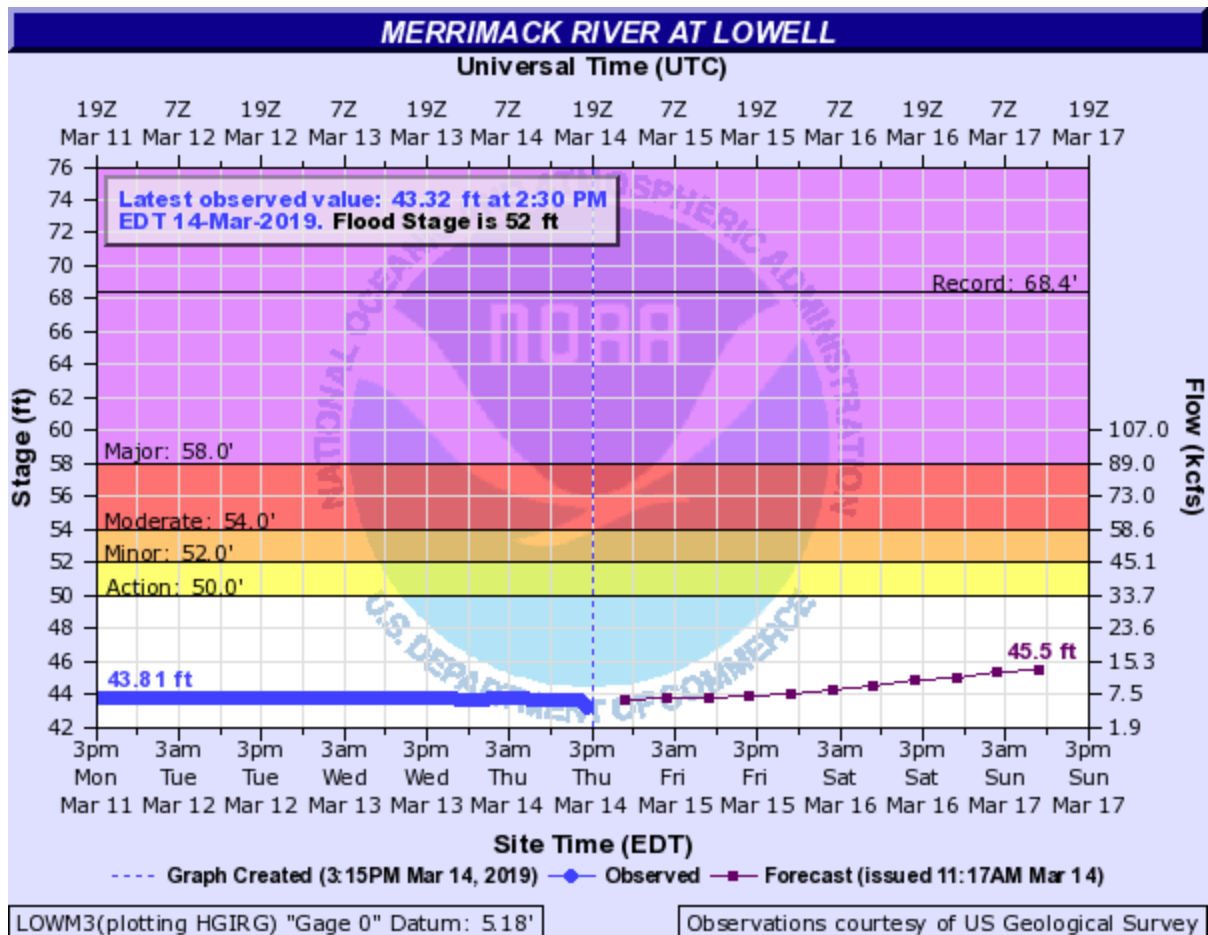 MERRIMACK RIVER AT LOWELL
Universal Time (UTC)
19Z 7Z 19Z 7Z 19Z 7Z 19Z 7Z 19Z 7Z 19Z 7Z 19Z
Mar 11 Mar 12 Mar 12 Mar 13 Mar 13 Mar 14 Mar 14 Mar 15 Mar 15 Mar 16 Mar 16 Mar 17 Mar 17
Latest observed value: 43.32 ft at 2:30 PM
EDT 14-Mar-2019. Flood Stage is 52 ft
Stage (ft)
76
74
72
70
68
66
64
62
60
58
56
54
52
50
48
46
44
42
Record: 68.4'
Major: 58.0'
Moderate: 54.0'
Minor: 52.0'
Action: 50.0'
43.81 ft
45.5 ft
NATIONAL OCEANIC AND ATMOSPHERIC ADMINISTRATION
NOAA
U.S. DEPARTMENT OF COMMERCE
Flow (kcfs)
107.0
89.0
73.0
58.6
45.1
33.7
23.6
15.3
7.5
1.9
3pm 3am 3pm 3am 3pm 3am 3pm 3am 3pm 3am 3pm 3am 3pm
Mon Tue Tue Wed Wed Thu Thu Fri Fri Sat Sat Sun Sun
Mar 11 Mar 12 Mar 12 Mar 13 Mar 13 Mar 14 Mar 14 Mar 15 Mar 15 Mar 16 Mar 16 Mar 17 Mar 17
Site Time (EDT)
Graph Created (3:15PM Mar 14, 2019) Observed Forecast (issued 11:17AM Mar 14)
LOWM3(plotting HGIRG) "Gage 0" Datum: 5.18'
Observations courtesy of US Geological Survey